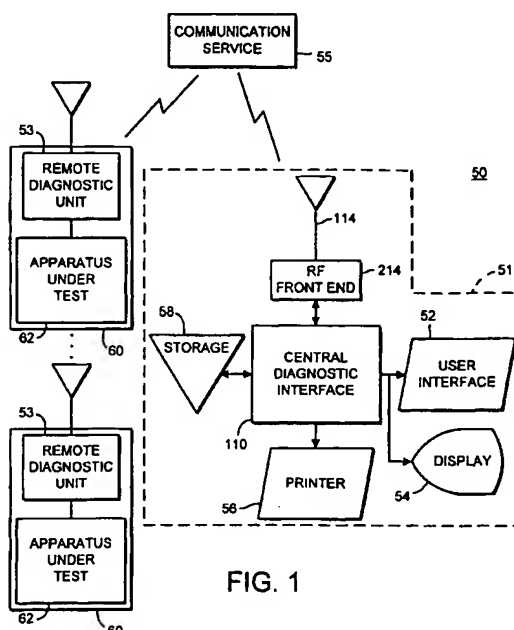 COMMUNICATION
SERVICE
55
53
REMOTE
DIAGNOSTIC
UNIT
APPARATUS
UNDER
TEST
62
60
53
REMOTE
DIAGNOSTIC
UNIT
APPARATUS
UNDER
TEST
62
60
50
114
RF
FRONT END
214
51
58
STORAGE
CENTRAL
DIAGNOSTIC
INTERFACE
110
52
USER
INTERFACE
PRINTER
56
DISPLAY
54
FIG. 1